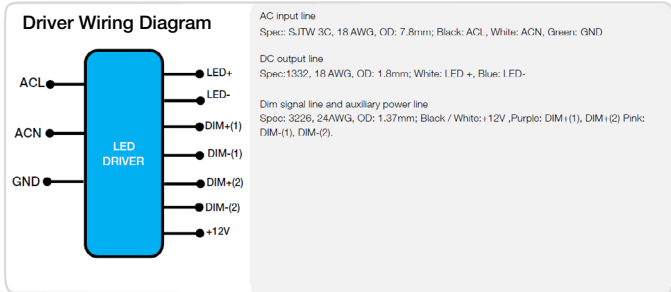 Driver Wiring Diagram
ACL
ACN
GND
LED
DRIVER
LED+
LED-
DIM+(1)
DIM-(1)
DIM+(2)
DIM-(2)
+12V
AC input line
Spec: SJTW 3C, 18 AWG, OD: 7.8mm; Black: ACL, White: ACN, Green: GND
DC output line
Spec:1332, 18 AWG, OD: 1.8mm; White: LED +, Blue: LED-
Dim signal line and auxiliary power line
Spec: 3226, 24AWG, OD: 1.37mm; Black / White:+12V ,Purple: DIM+(1), DIM+(2) Pink:
DIM-(1), DIM-(2).